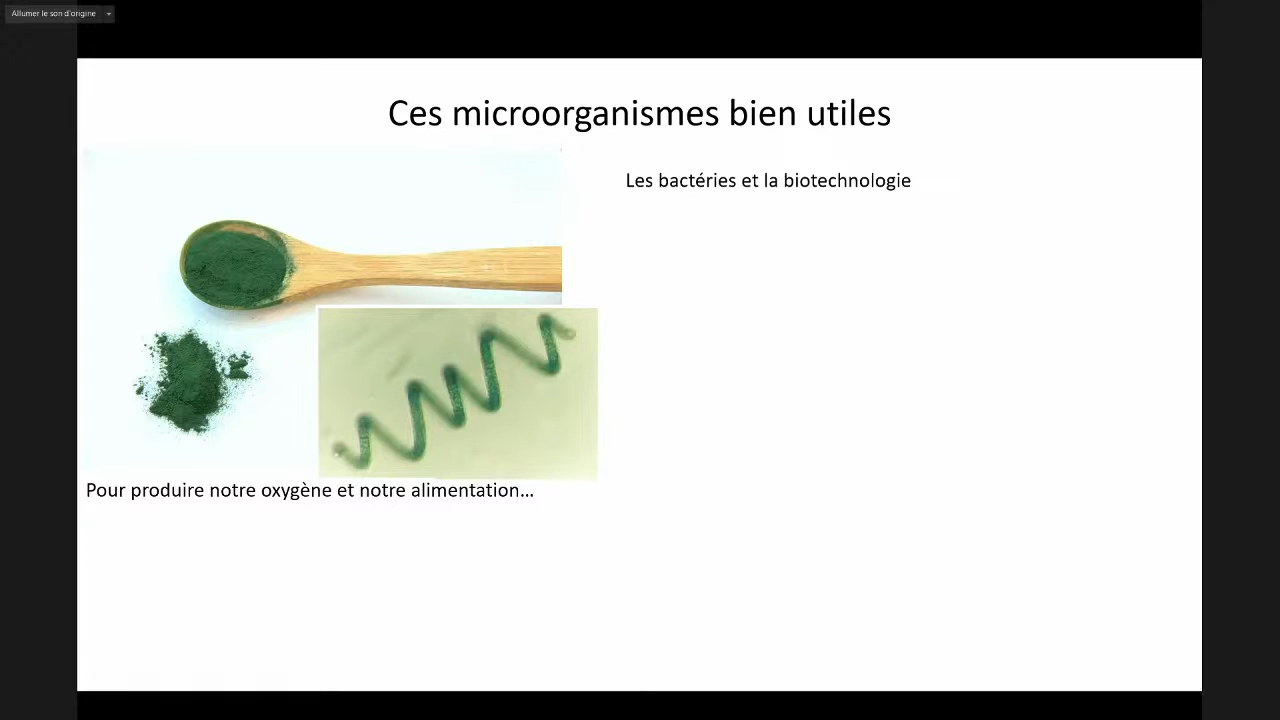 Allumer le son d'origine
Ces microorganismes bien utiles
Les bactéries et la biotechnologie
Pour produire notre oxygène et notre alimentation...